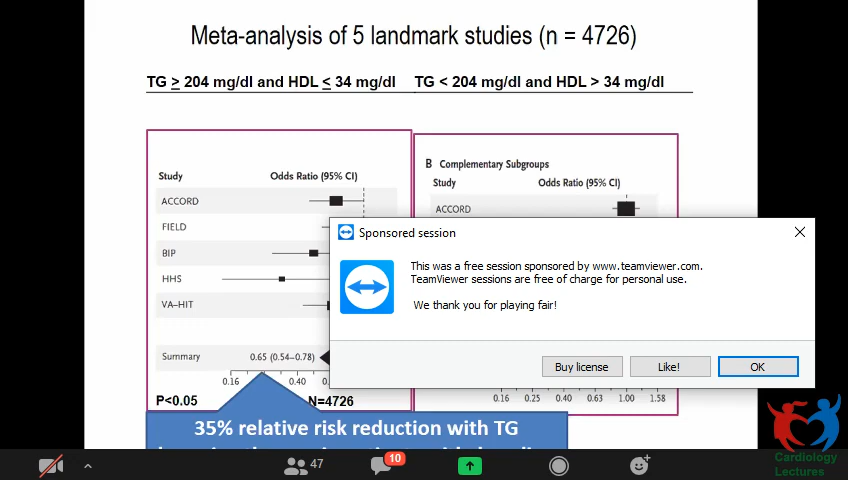 Meta-analysis of 5 landmark studies (n = 4726)
TG ≥ 204 mg/dl and HDL ≤ 34 mg/dl
TG < 204 mg/dl and HDL > 34 mg/dl
Study Odds Ratio (95% CI)
ACCORD
FIELD
BIP
HHS
VA–HIT
Summary 0.65 (0.54–0.78)
0.16 0.40
P<0.05 N=4726
B Complementary Subgroups
Study Odds Ratio (95% CI)
ACCORD
0.16 0.25 0.40 0.63 1.00 1.58
Sponsored session
This was a free session sponsored by www.teamviewer.com.
TeamViewer sessions are free of charge for personal use.
We thank you for playing fair!
Buy license Like! OK
35% relative risk reduction with TG
47 10
Cardiology
Lectures